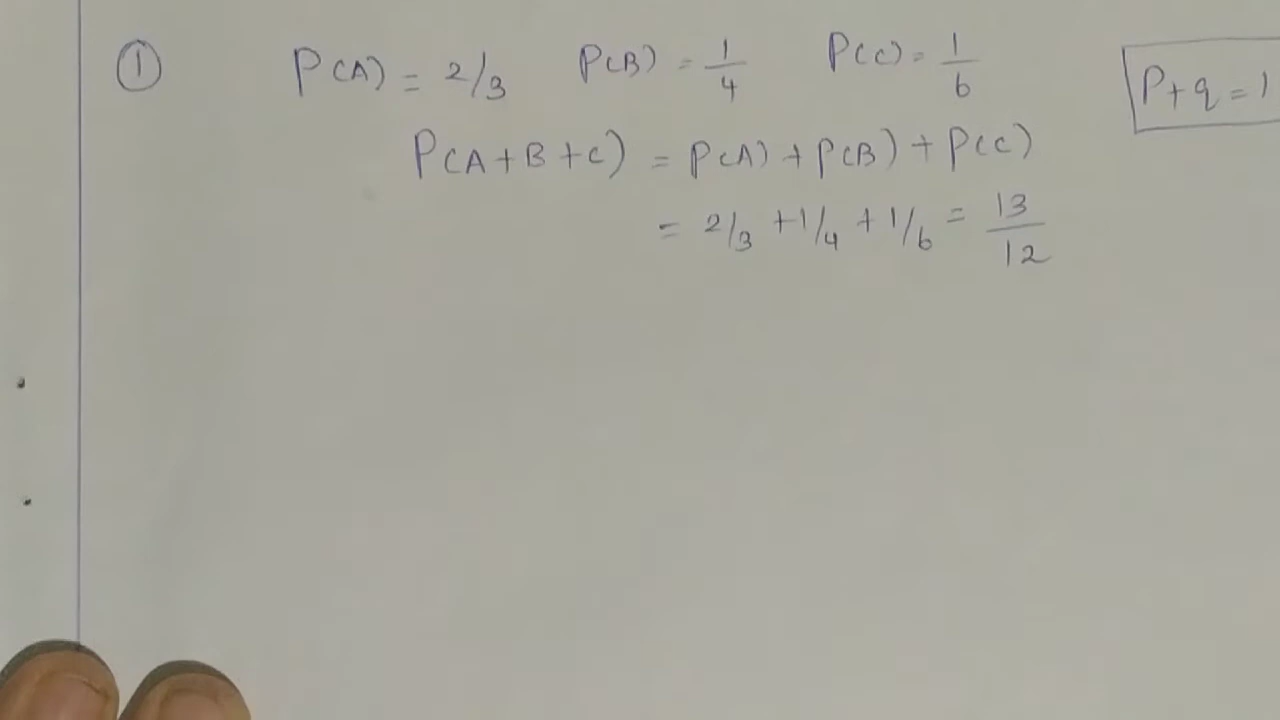 ① P(A) = 2/3 P(B) = 1/4 P(C) = 1/6 P+q = 1
P(A+B+C) = P(A) + P(B) + P(C)
= 2/3 + 1/4 + 1/6 = 13/12